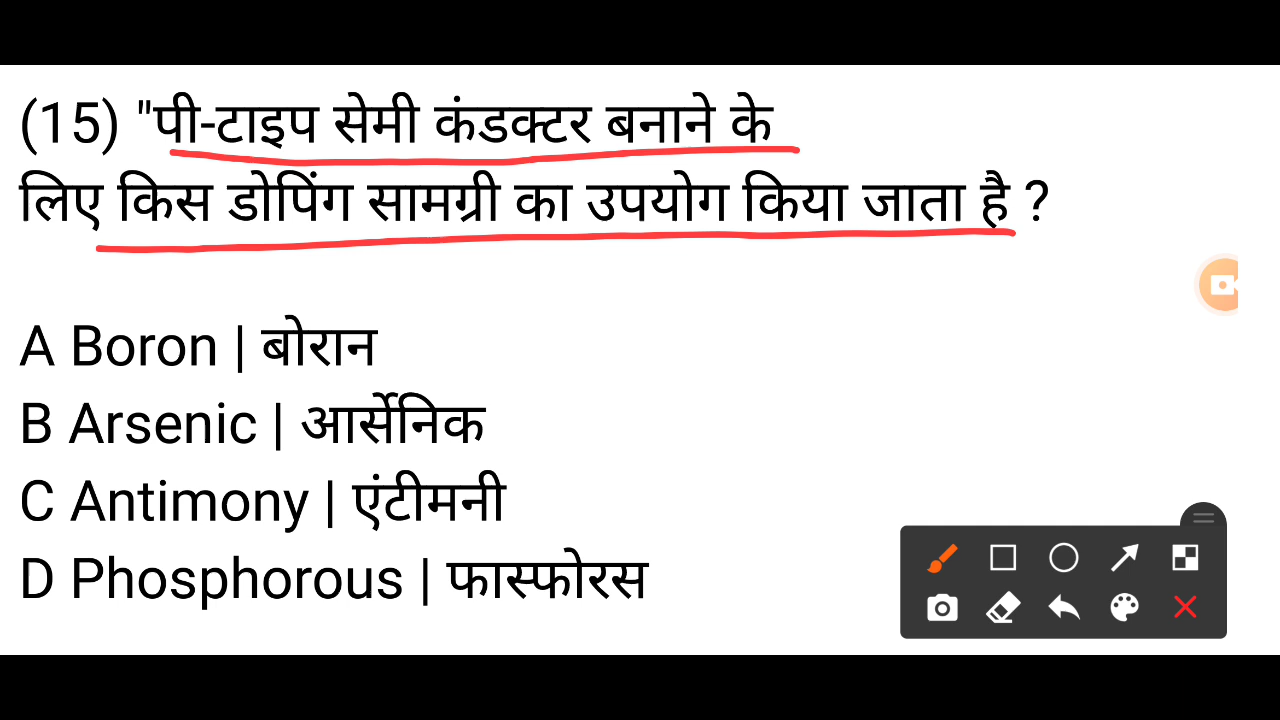 (15) "पी-टाइप सेमी कंडक्टर बनाने के
लिए किस डोपिंग सामग्री का उपयोग किया जाता है ?
A Boron | बोरान
B Arsenic | आर्सेनिक
C Antimony | एंटीमनी
D Phosphorous | फास्फोरस